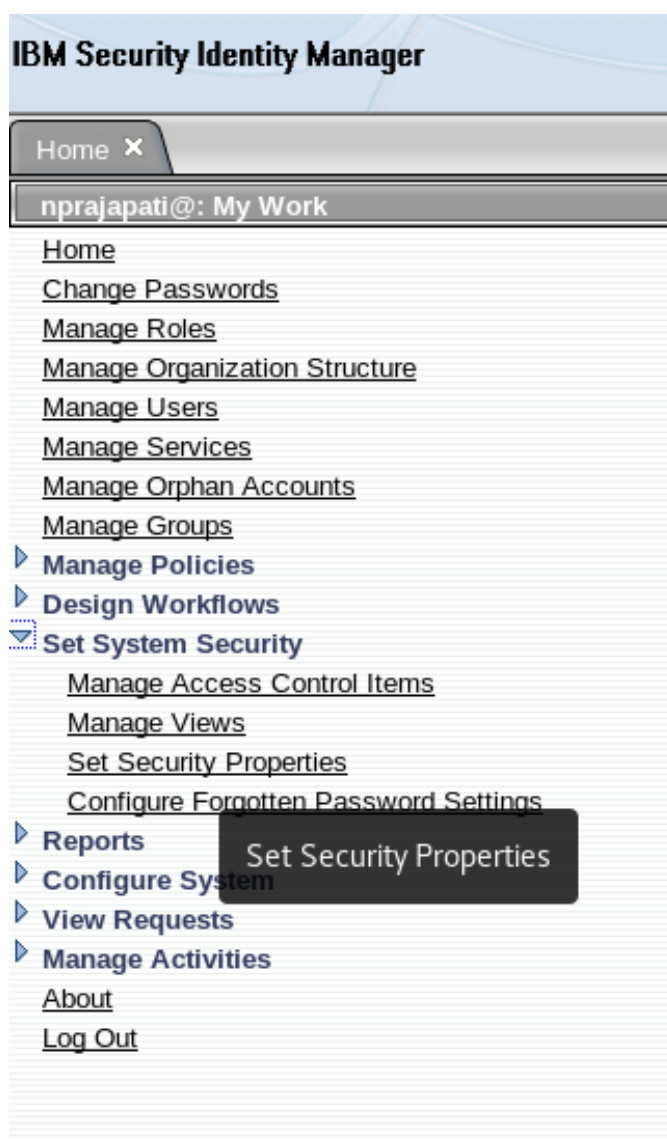 IBM Security Identity Manager
Home ×
nprajapati@: My Work
Home
Change Passwords
Manage Roles
Manage Organization Structure
Manage Users
Manage Services
Manage Orphan Accounts
Manage Groups
Manage Policies
Design Workflows
Set System Security
Manage Access Control Items
Manage Views
Set Security Properties
Configure Forgotten Password Settings
Reports
Set Security Properties
Configure System
View Requests
Manage Activities
About
Log Out